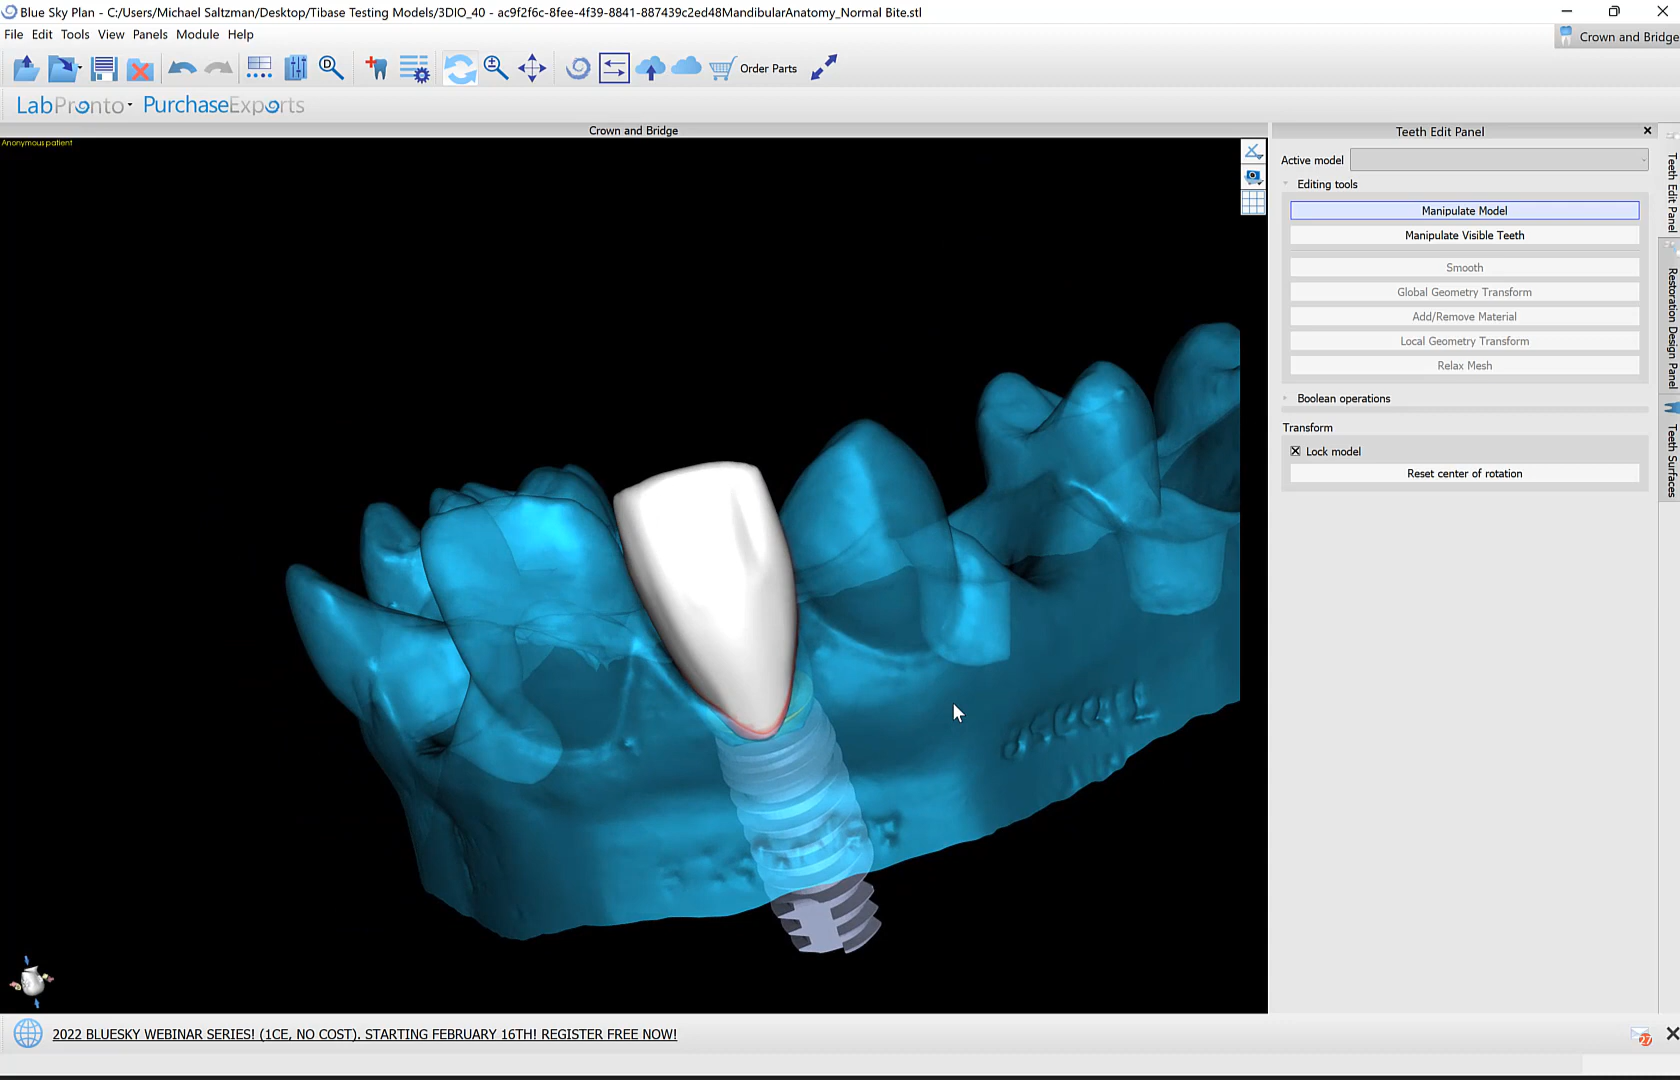 Blue Sky Plan - C:/Users/Michael Saltzman/Desktop/Tibase Testing Models/3DIO_40 - ac9f2f6c-8fee-4f39-8841-887439c2ed48MandibularAnatomy_Normal Bite.stl
File Edit Tools View Panels Module Help
Crown and Bridge
Order Parts
LabPronto PurchaseExports
Crown and Bridge
Anonymous patient
Teeth Edit Panel
Active model
Editing tools
Manipulate Model
Manipulate Visible Teeth
Smooth
Global Geometry Transform
Add/Remove Material
Local Geometry Transform
Relax Mesh
Boolean operations
Transform
Lock model
Reset center of rotation
Teeth Edit Panel
Restoration Design Panel
Teeth Surfaces
2022 BLUESKY WEBINAR SERIES! (1CE, NO COST). STARTING FEBRUARY 16TH! REGISTER FREE NOW!
27